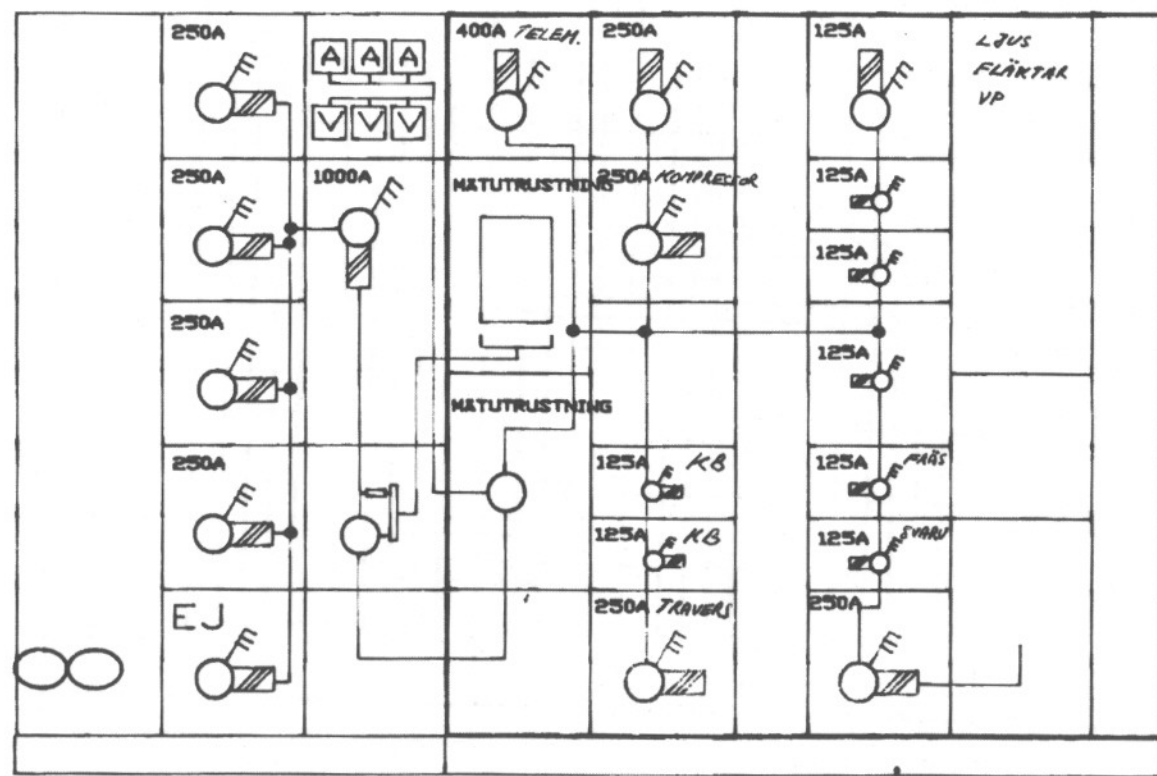 250A
A A A
V V V
400A TELEM.
250A
125A
LJUS
FLÄKTAR
VP
250A
1000A
MÄTUTRUSTNING
250A KOMPRESSOR
125A
125A
250A
125A
MÄTUTRUSTNING
250A
125A KB
125A FRÄS
125A KB
125A SVARV
EJ
250A TRAVERS
250A